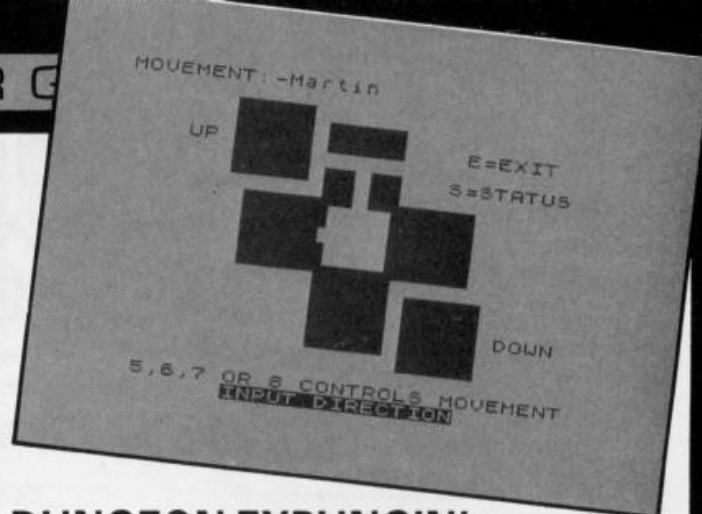 R G
MOVEMENT:-Martin
UP
E=EXIT
S=STATUS
DOWN
5,6,7 OR 8 CONTROLS MOVEMENT
INPUT DIRECTION